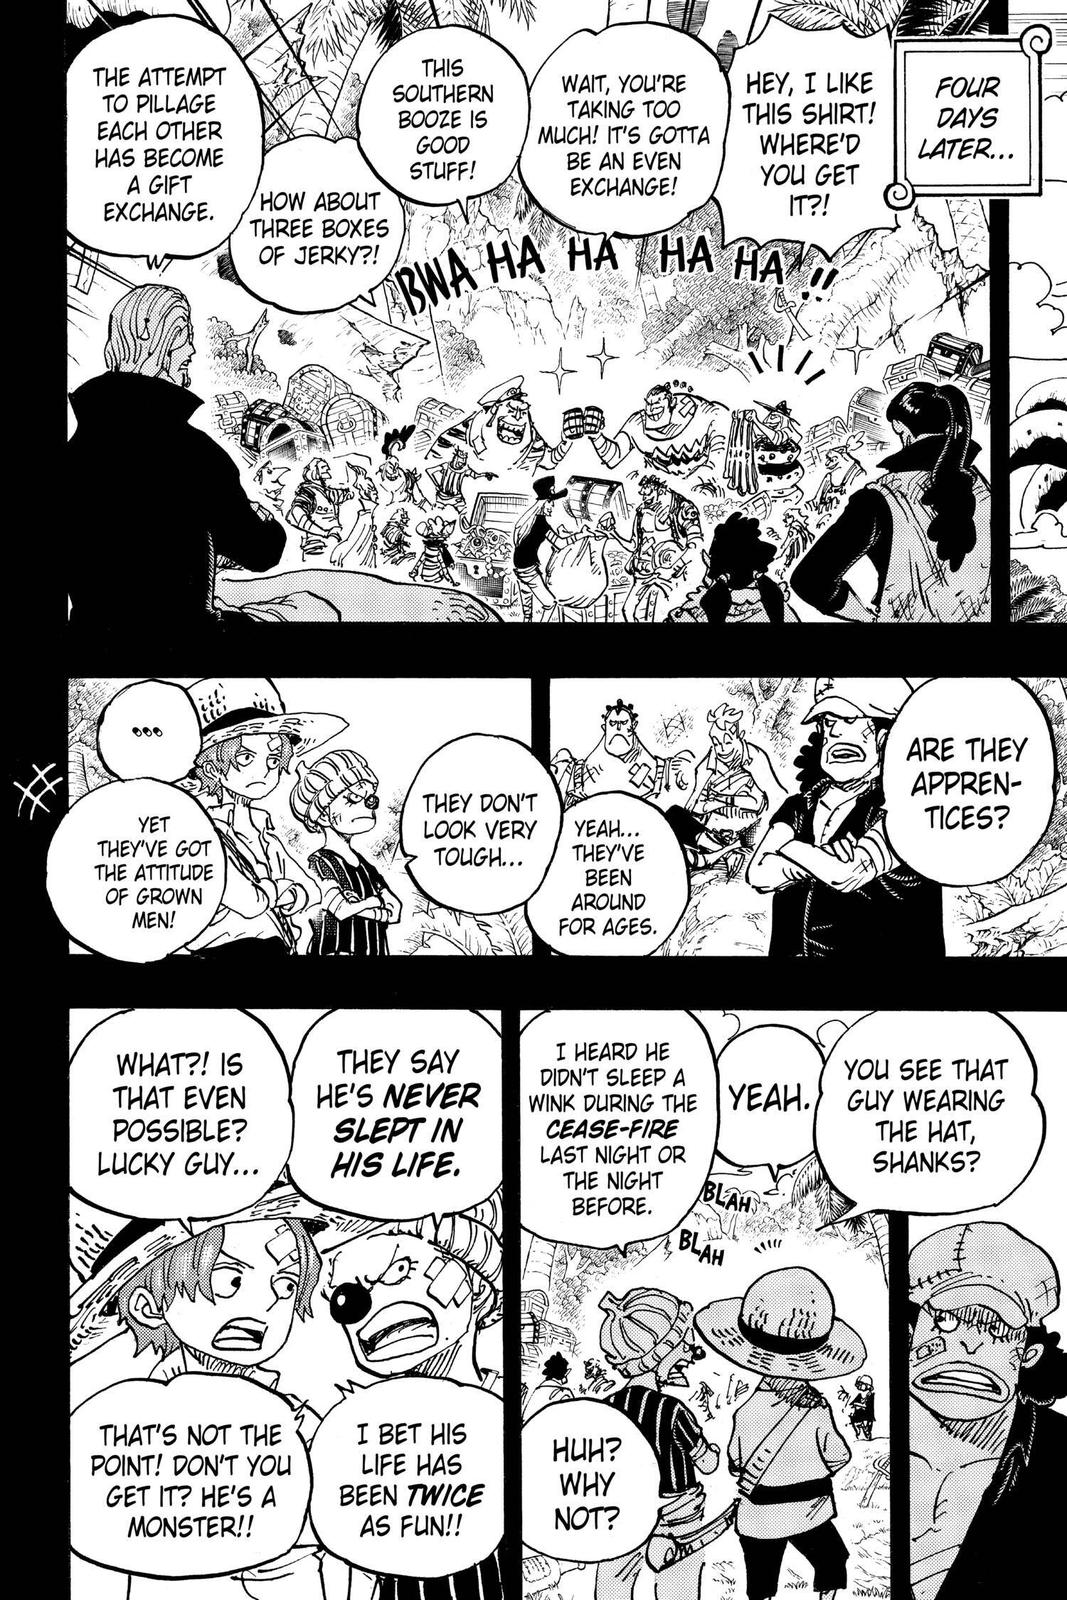 FOUR
DAYS
LATER...
HEY, I LIKE
THIS SHIRT!
WHERE'D
YOU GET
IT?!
WAIT, YOU'RE
TAKING TOO
MUCH! IT'S GOTTA
BE AN EVEN
EXCHANGE!
THIS
SOUTHERN
BOOZE IS
GOOD
STUFF!
HOW ABOUT
THREE BOXES
OF JERKY?!
THE ATTEMPT
TO PILLAGE
EACH OTHER
HAS BECOME
A GIFT
EXCHANGE.
BWA HA HA HA HA!!
ARE THEY
APPREN-
TICES?
YEAH...
THEY'VE
BEEN
AROUND
FOR AGES.
THEY DON'T
LOOK VERY
TOUGH...
...
YET
THEY'VE GOT
THE ATTITUDE
OF GROWN
MEN!
YOU SEE THAT
GUY WEARING
THE HAT,
SHANKS?
YEAH.
I HEARD HE
DIDN'T SLEEP A
WINK DURING THE
CEASE-FIRE
LAST NIGHT OR
THE NIGHT
BEFORE.
BLAH
BLAH
HUH?
WHY
NOT?
THEY SAY
HE'S NEVER
SLEPT IN
HIS LIFE.
WHAT?! IS
THAT EVEN
POSSIBLE?
LUCKY GUY...
I BET HIS
LIFE HAS
BEEN TWICE
AS FUN!!
THAT'S NOT THE
POINT! DON'T YOU
GET IT? HE'S A
MONSTER!!